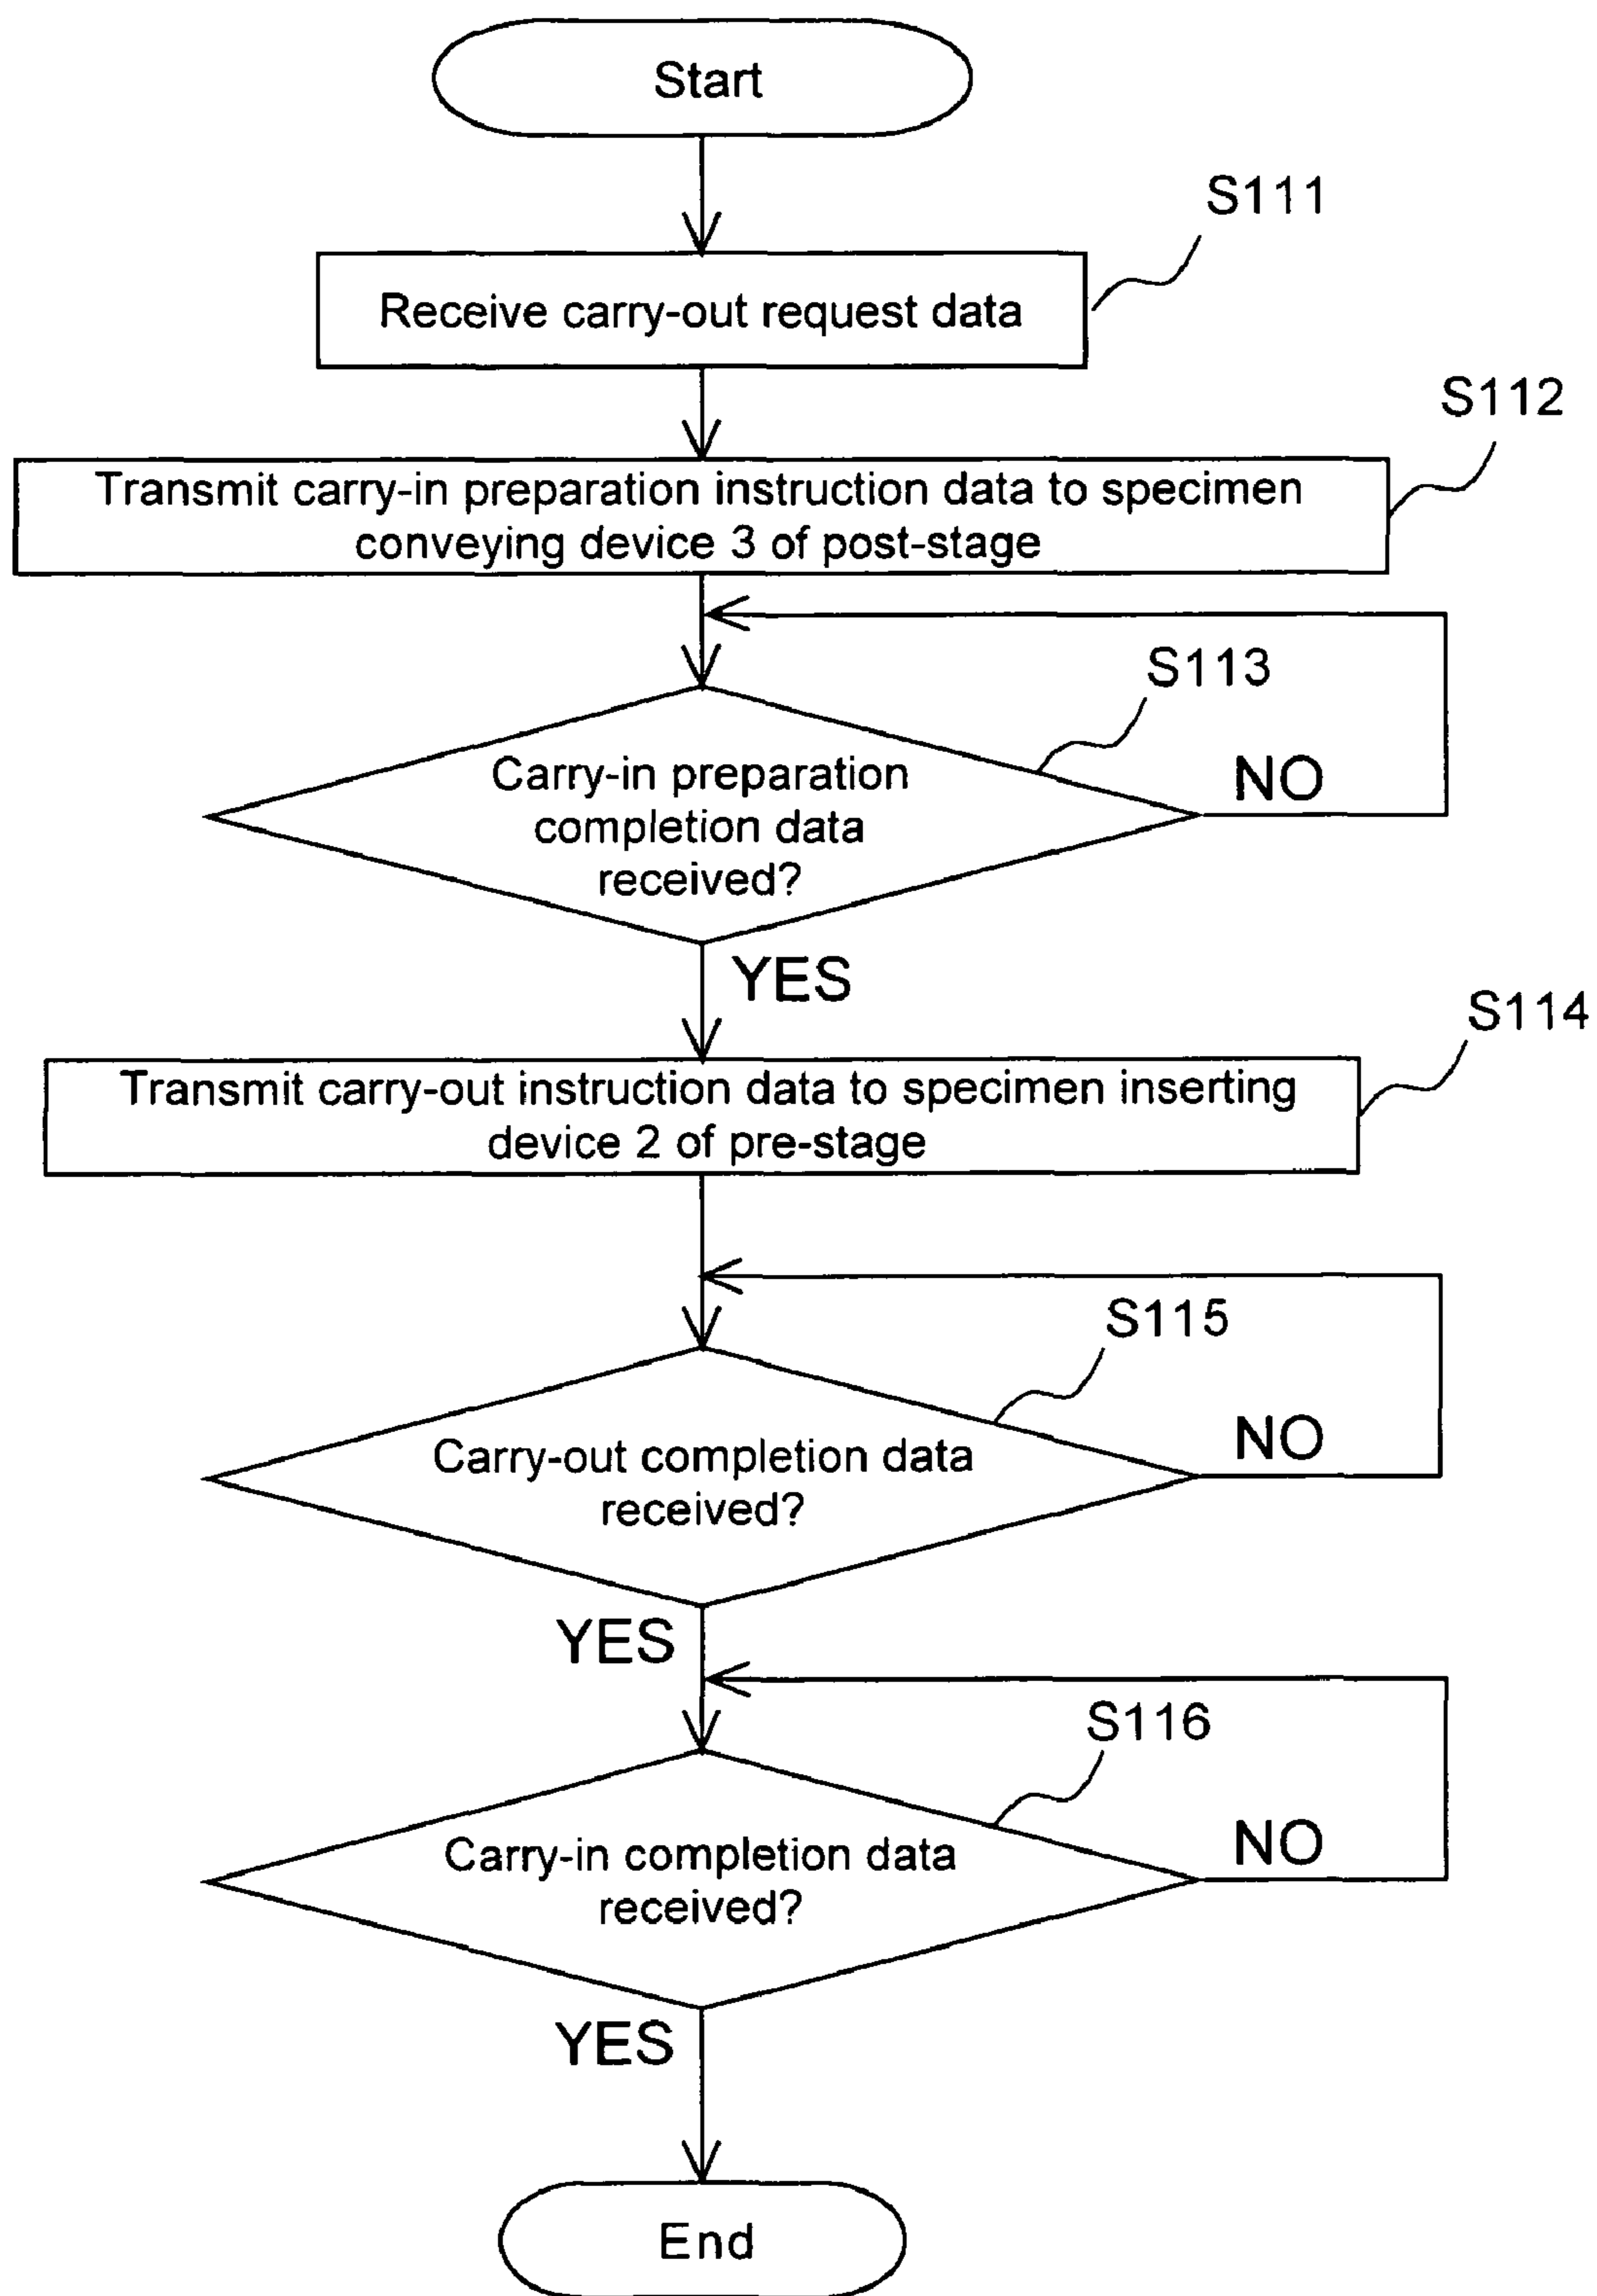 Start
S111
Receive carry-out request data
S112
Transmit carry-in preparation instruction data to specimen
conveying device 3 of post-stage
S113
Carry-in preparation
completion data
received?
NO
YES
S114
Transmit carry-out instruction data to specimen inserting
device 2 of pre-stage
S115
Carry-out completion data
received?
NO
YES
S116
Carry-in completion data
received?
NO
YES
End